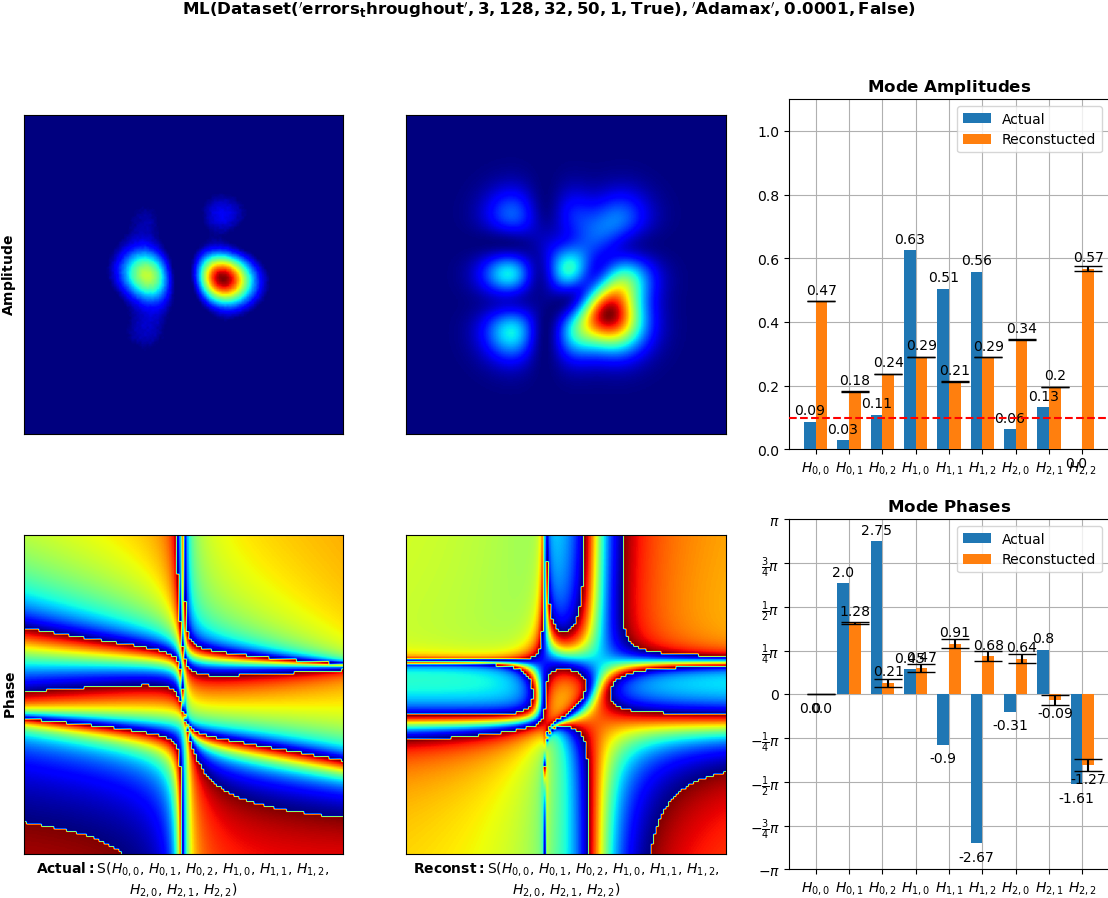 ML(Dataset('errors_throughout', 3, 128, 32, 50, 1, True), 'Adamax', 0.0001, False)
Amplitude
Mode Amplitudes
Actual
Reconstucted
1.0
0.8
0.6
0.4
0.2
0.0
0.09
0.47
0.03
0.18
0.11
0.24
0.63
0.29
0.51
0.21
0.56
0.29
0.06
0.34
0.13
0.2
0.0
0.57
H0,0 H0,1 H0,2 H1,0 H1,1 H1,2 H2,0 H2,1 H2,2
Phase
Mode Phases
Actual
Reconstucted
π
3/4π
1/2π
1/4π
0
−1/4π
−1/2π
−3/4π
−π
0.0
0.0
2.0
1.28
2.75
0.21
0.45
0.47
-0.9
0.91
-2.67
0.68
-0.31
0.64
0.8
-0.09
-1.61
-1.27
H0,0 H0,1 H0,2 H1,0 H1,1 H1,2 H2,0 H2,1 H2,2
Actual: S(H0,0, H0,1, H0,2, H1,0, H1,1, H1,2,
H2,0, H2,1, H2,2)
Reconst: S(H0,0, H0,1, H0,2, H1,0, H1,1, H1,2,
H2,0, H2,1, H2,2)